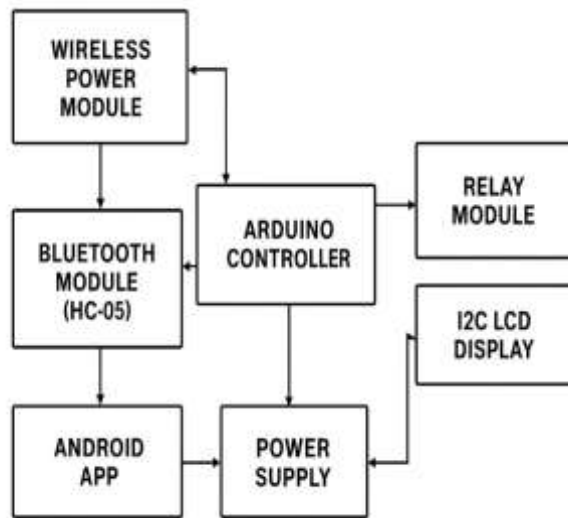 WIRELESS
POWER
MODULE
BLUETOOTH
MODULE
(HC-05)
ANDROID
APP
ARDUINO
CONTROLLER
POWER
SUPPLY
RELAY
MODULE
I2C LCD
DISPLAY